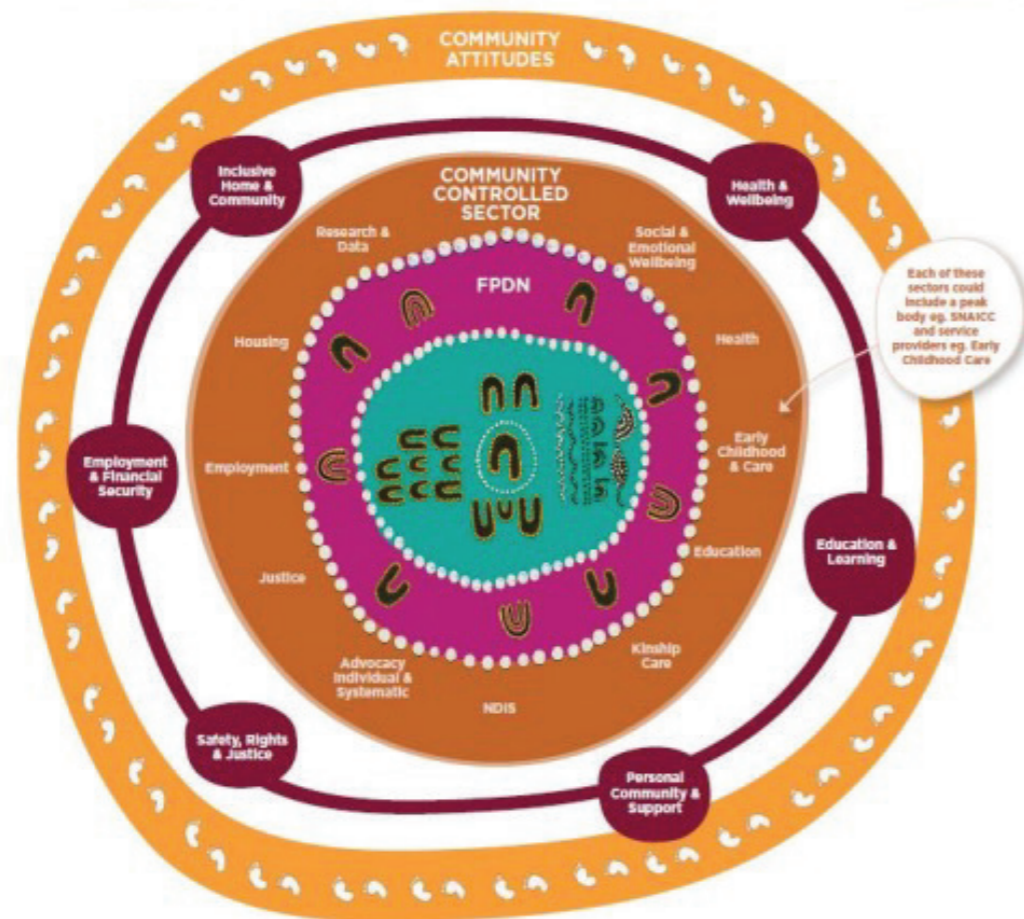 COMMUNITY
ATTITUDES
Inclusive
Home &
Community
Health &
Wellbeing
COMMUNITY
CONTROLLED
SECTOR
Research &
Data
Social &
Emotional
Wellbeing
FPDN
Each of these
sectors could
include a peak
body eg. SNAICC
and service
providers eg. Early
Childhood Care
Housing
Health
Employment
& Financial
Security
Employment
Early
Childhood
& Care
Education
Education &
Learning
Justice
Kinship
Care
Advocacy
Individual &
Systematic
NDIS
Safety, Rights
& Justice
Personal
Community &
Support